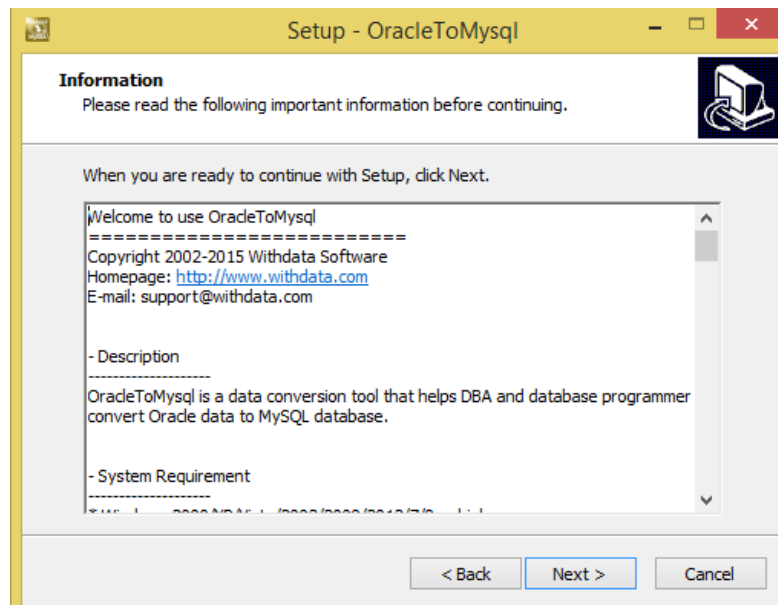 Setup - OracleToMysql
Information
Please read the following important information before continuing.
When you are ready to continue with Setup, click Next.
Welcome to use OracleToMysql
===========================
Copyright 2002-2015 Withdata Software
Homepage: http://www.withdata.com
E-mail: support@withdata.com
- Description
--------------------
OracleToMysql is a data conversion tool that helps DBA and database programmer
convert Oracle data to MySQL database.
- System Requirement
--------------------
< Back
Next >
Cancel